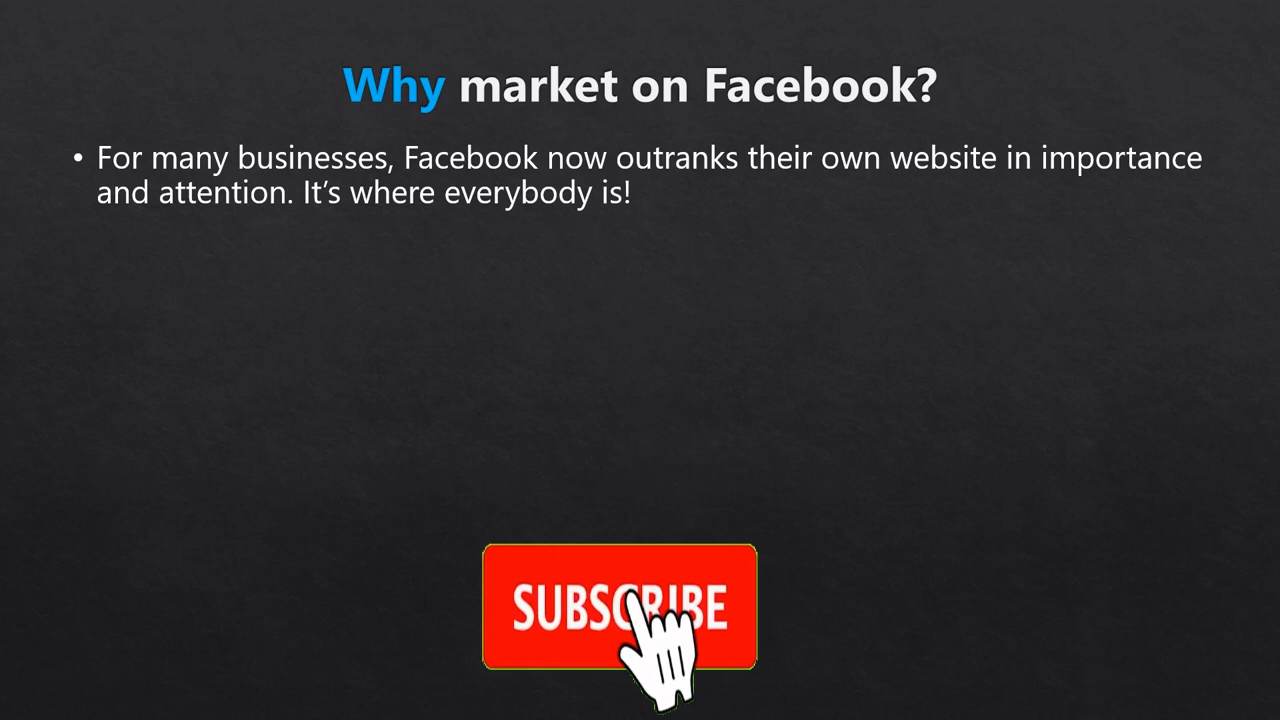 Why market on Facebook?
• For many businesses, Facebook now outranks their own website in importance
and attention. It’s where everybody is!
SUBSCRIBE